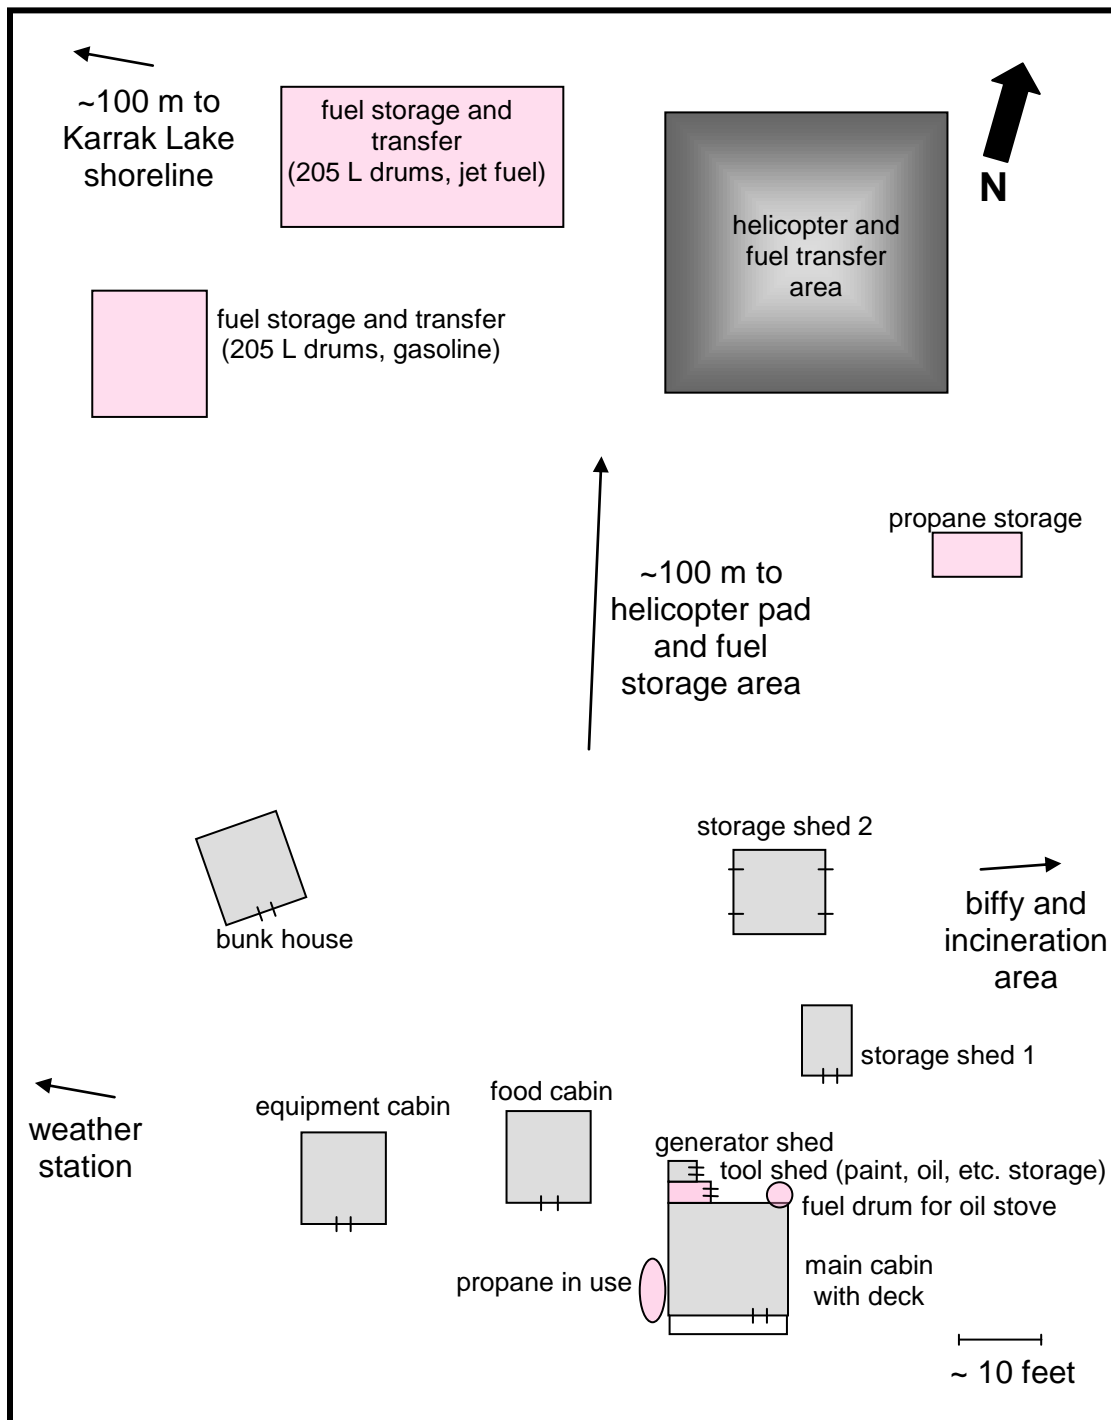 ~100 m to
Karrak Lake
shoreline
fuel storage and
transfer
(205 L drums, jet fuel)
N
helicopter and
fuel transfer
area
fuel storage and transfer
(205 L drums, gasoline)
propane storage
~100 m to
helicopter pad
and fuel
storage area
storage shed 2
bunk house
biffy and
incineration
area
storage shed 1
weather
station
equipment cabin
food cabin
generator shed
tool shed (paint, oil, etc. storage)
fuel drum for oil stove
propane in use
main cabin
with deck
~ 10 feet